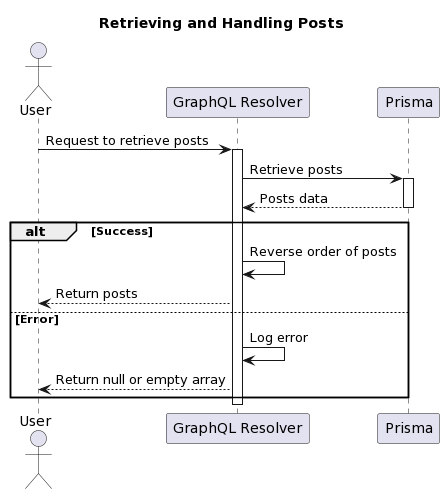 Retrieving and Handling Posts
User
GraphQL Resolver
Prisma
Request to retrieve posts
Retrieve posts
Posts data
alt
[Success]
Reverse order of posts
Return posts
[Error]
Log error
Return null or empty array
User
GraphQL Resolver
Prisma